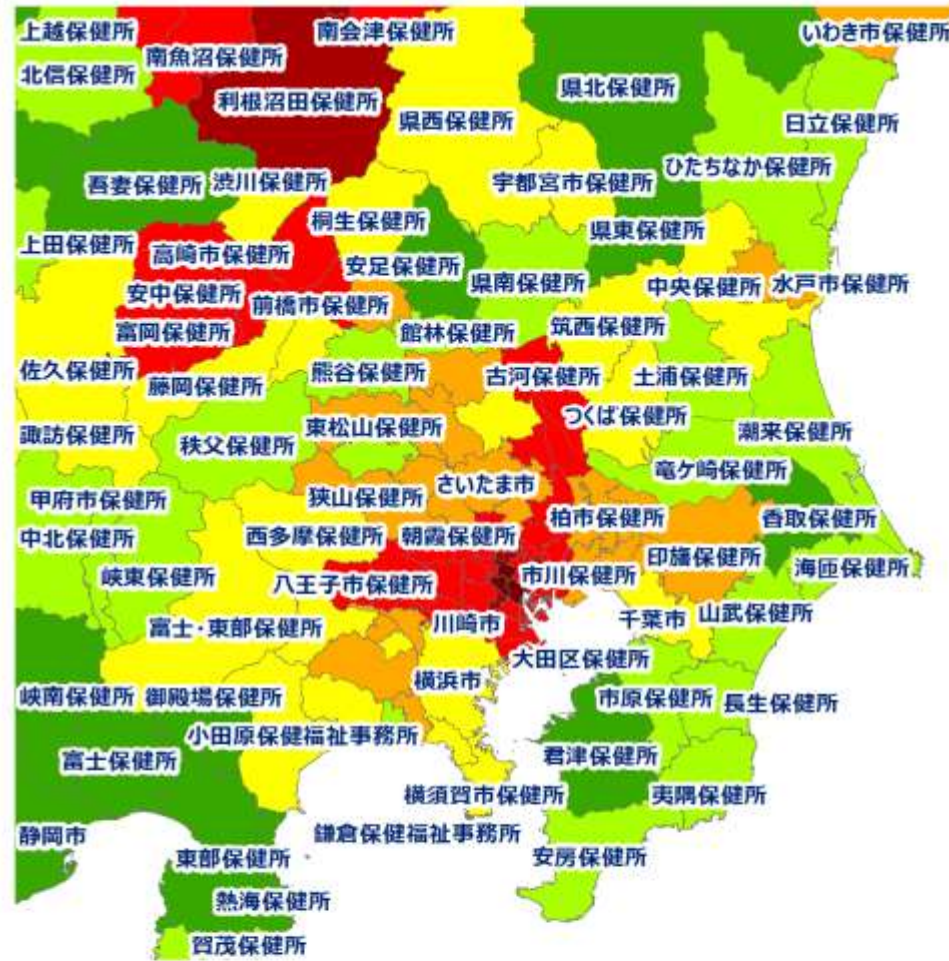 上越保健所
南会津保健所
いわき市保健所
南魚沼保健所
北信保健所
県北保健所
利根沼田保健所
県西保健所
日立保健所
ひたちなか保健所
吾妻保健所
渋川保健所
宇都宮市保健所
桐生保健所
県東保健所
上田保健所
高崎市保健所
安足保健所
県南保健所
中央保健所
水戸市保健所
安中保健所
前橋市保健所
富岡保健所
館林保健所
筑西保健所
佐久保健所
藤岡保健所
熊谷保健所
古河保健所
土浦保健所
つくば保健所
諏訪保健所
秩父保健所
東松山保健所
潮来保健所
竜ケ崎保健所
甲府市保健所
狭山保健所
さいたま市
柏市保健所
香取保健所
中北保健所
西多摩保健所
朝霞保健所
印旛保健所
海匝保健所
峡東保健所
八王子市保健所
市川保健所
富士・東部保健所
川崎市
千葉市
山武保健所
大田区保健所
峡南保健所
御殿場保健所
横浜市
市原保健所
長生保健所
小田原保健福祉事務所
富士保健所
君津保健所
横須賀市保健所
夷隅保健所
静岡市
鎌倉保健福祉事務所
東部保健所
安房保健所
熱海保健所
賀茂保健所